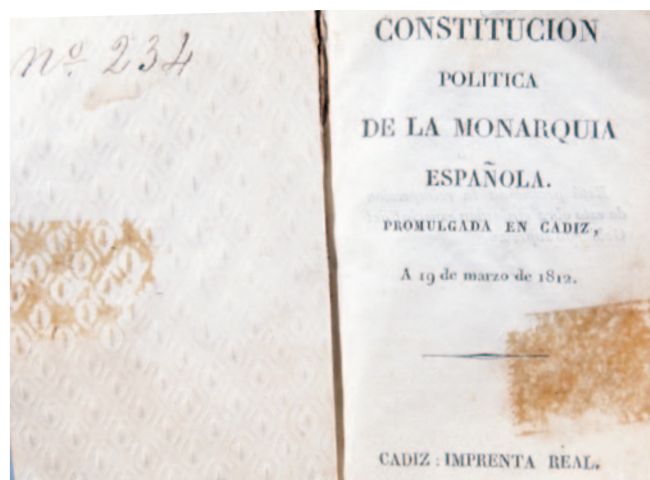 nº 234
CONSTITUCION
POLITICA
DE LA MONARQUIA
ESPAÑOLA.
PROMULGADA EN CADIZ,
A 19 de marzo de 1812.
CADIZ : IMPRENTA REAL.